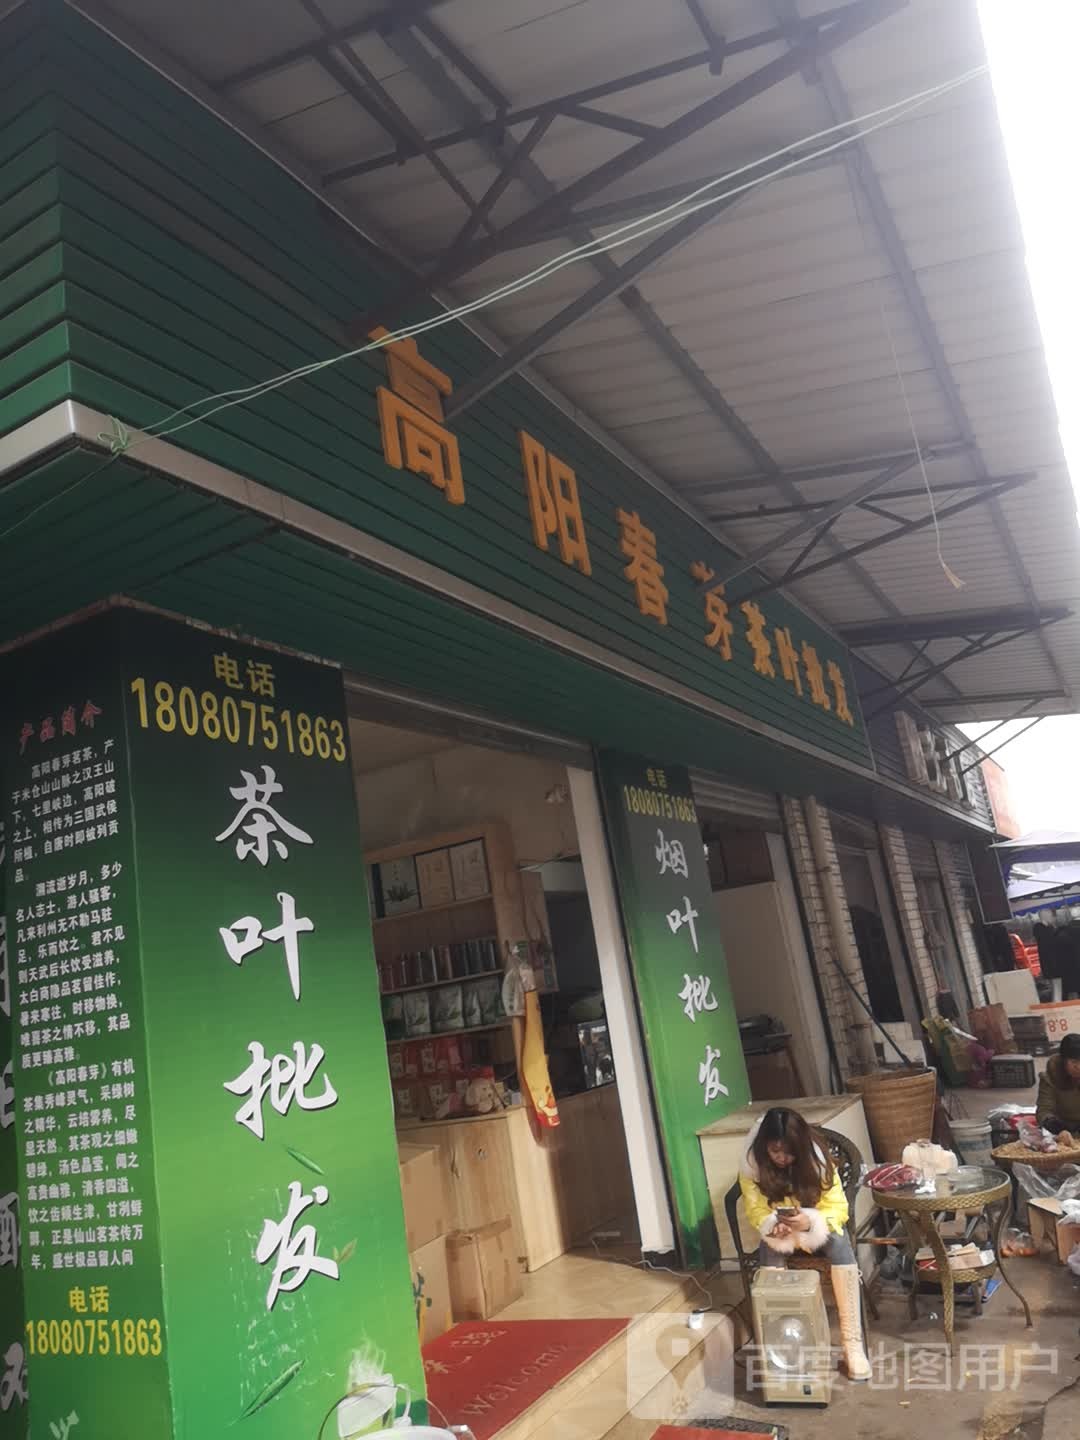 高阳春芽茶叶批发
电话
18080751863
茶叶批发
产品简介
高阳春芽茗茶，产
于米仓山山脉之汉王山
下，七里峡边，高阳破
之上，相传为三国武侯
所植，自唐时即被列贡
品。
溯流逝岁月，多少
名人志士，游人骚客，
凡来利州无不勒马驻
足，乐而饮之。君不见
则天武后长饮受滋养，
太白商隐品茗留佳作，
暑来寒往，时移物换，
唯喜茶之情不移，其品
质更臻高雅。
《高阳春芽》有机
茶集秀峰灵气，采绿树
之精华，云培雾养，尽
显天然。其茶观之细嫩
碧绿，汤色晶莹，闻之
高贵幽雅，清香四溢，
饮之齿颊生津，甘冽鲜
醇，正是仙山茗茶传万
年，盛世极品留人间
电话
18080751863
电话
18080751863
烟叶批发
Welcome
8.8
百度地图用户